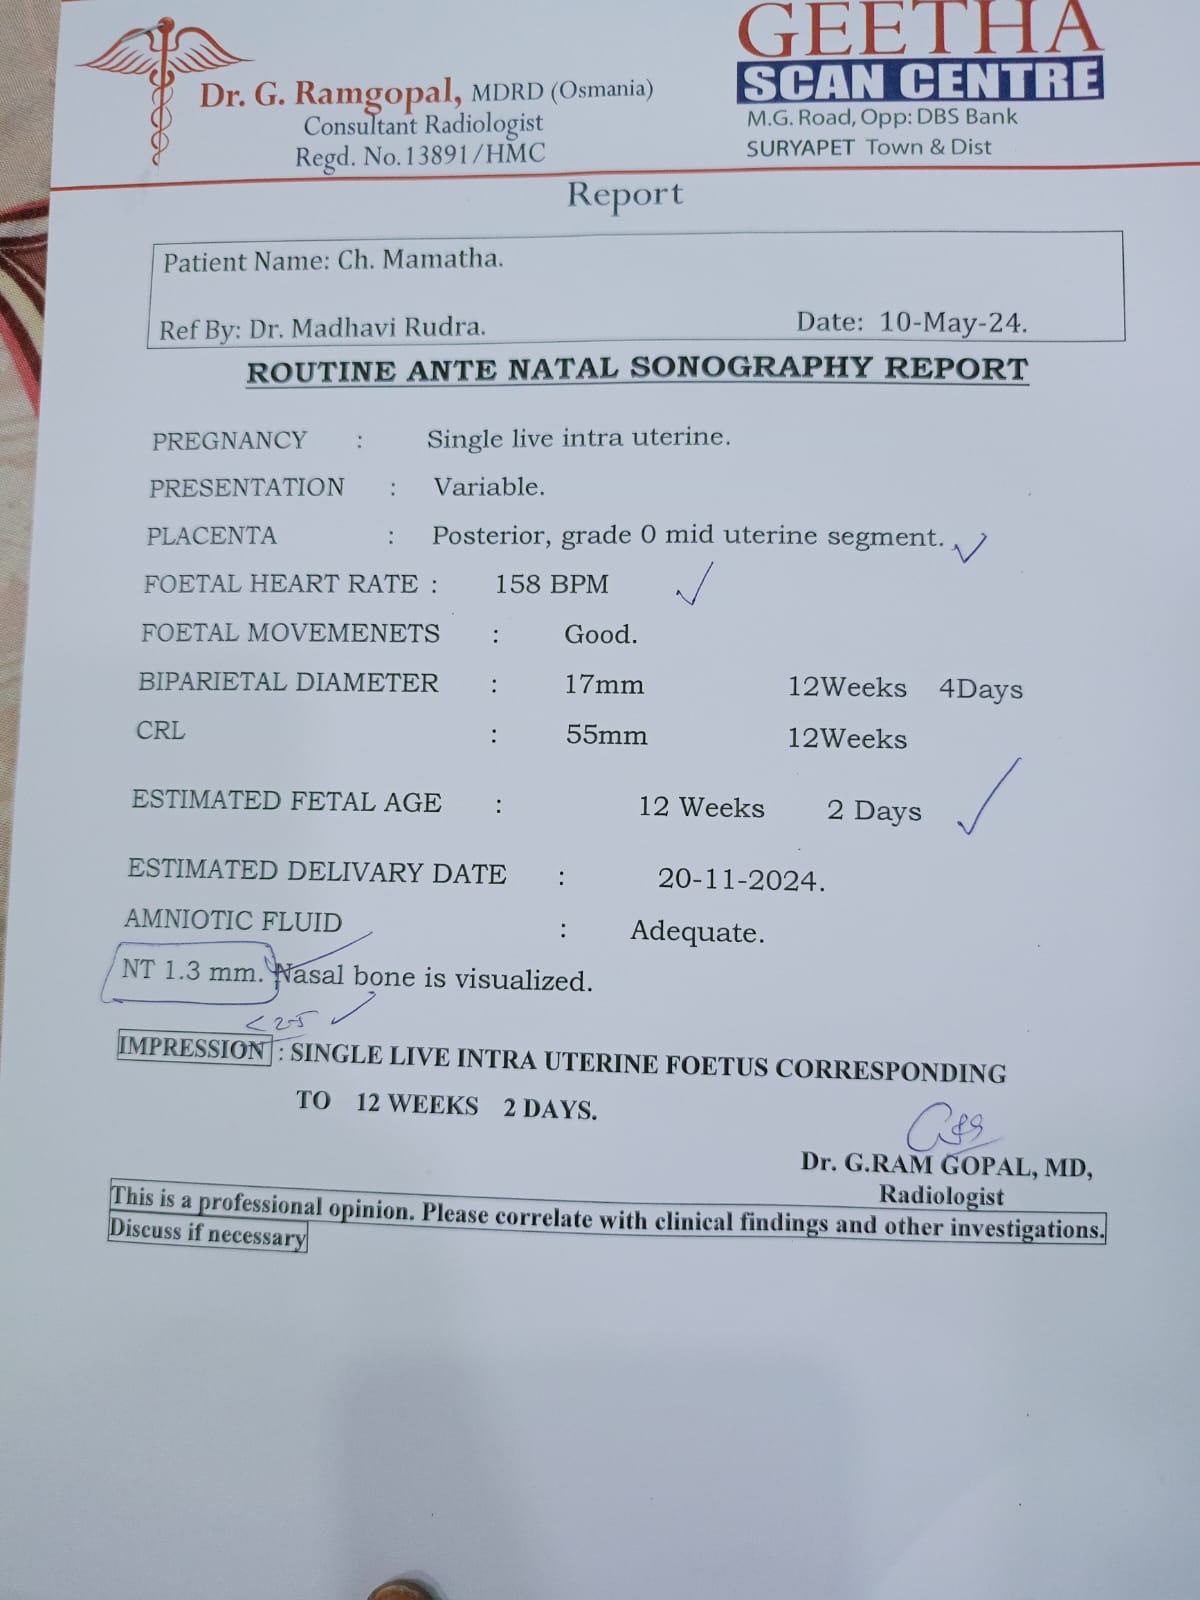 GEETHA
SCAN CENTRE
M.G. Road, Opp: DBS Bank
SURYAPET Town & Dist
Dr. G. Ramgopal, MDRD (Osmania)
Consultant Radiologist
Regd. No.13891/HMC
Report
Patient Name: Ch. Mamatha.
Ref By: Dr. Madhavi Rudra. Date: 10-May-24.
ROUTINE ANTE NATAL SONOGRAPHY REPORT
PREGNANCY : Single live intra uterine.
PRESENTATION : Variable.
PLACENTA : Posterior, grade 0 mid uterine segment.
FOETAL HEART RATE : 158 BPM
FOETAL MOVEMENETS : Good.
BIPARIETAL DIAMETER : 17mm 12Weeks 4Days
CRL : 55mm 12Weeks
ESTIMATED FETAL AGE : 12 Weeks 2 Days
ESTIMATED DELIVARY DATE : 20-11-2024.
AMNIOTIC FLUID : Adequate.
NT 1.3 mm. Nasal bone is visualized.
<2.5
IMPRESSION : SINGLE LIVE INTRA UTERINE FOETUS CORRESPONDING
TO 12 WEEKS 2 DAYS.
Dr. G.RAM GOPAL, MD,
Radiologist
This is a professional opinion. Please correlate with clinical findings and other investigations.
Discuss if necessary